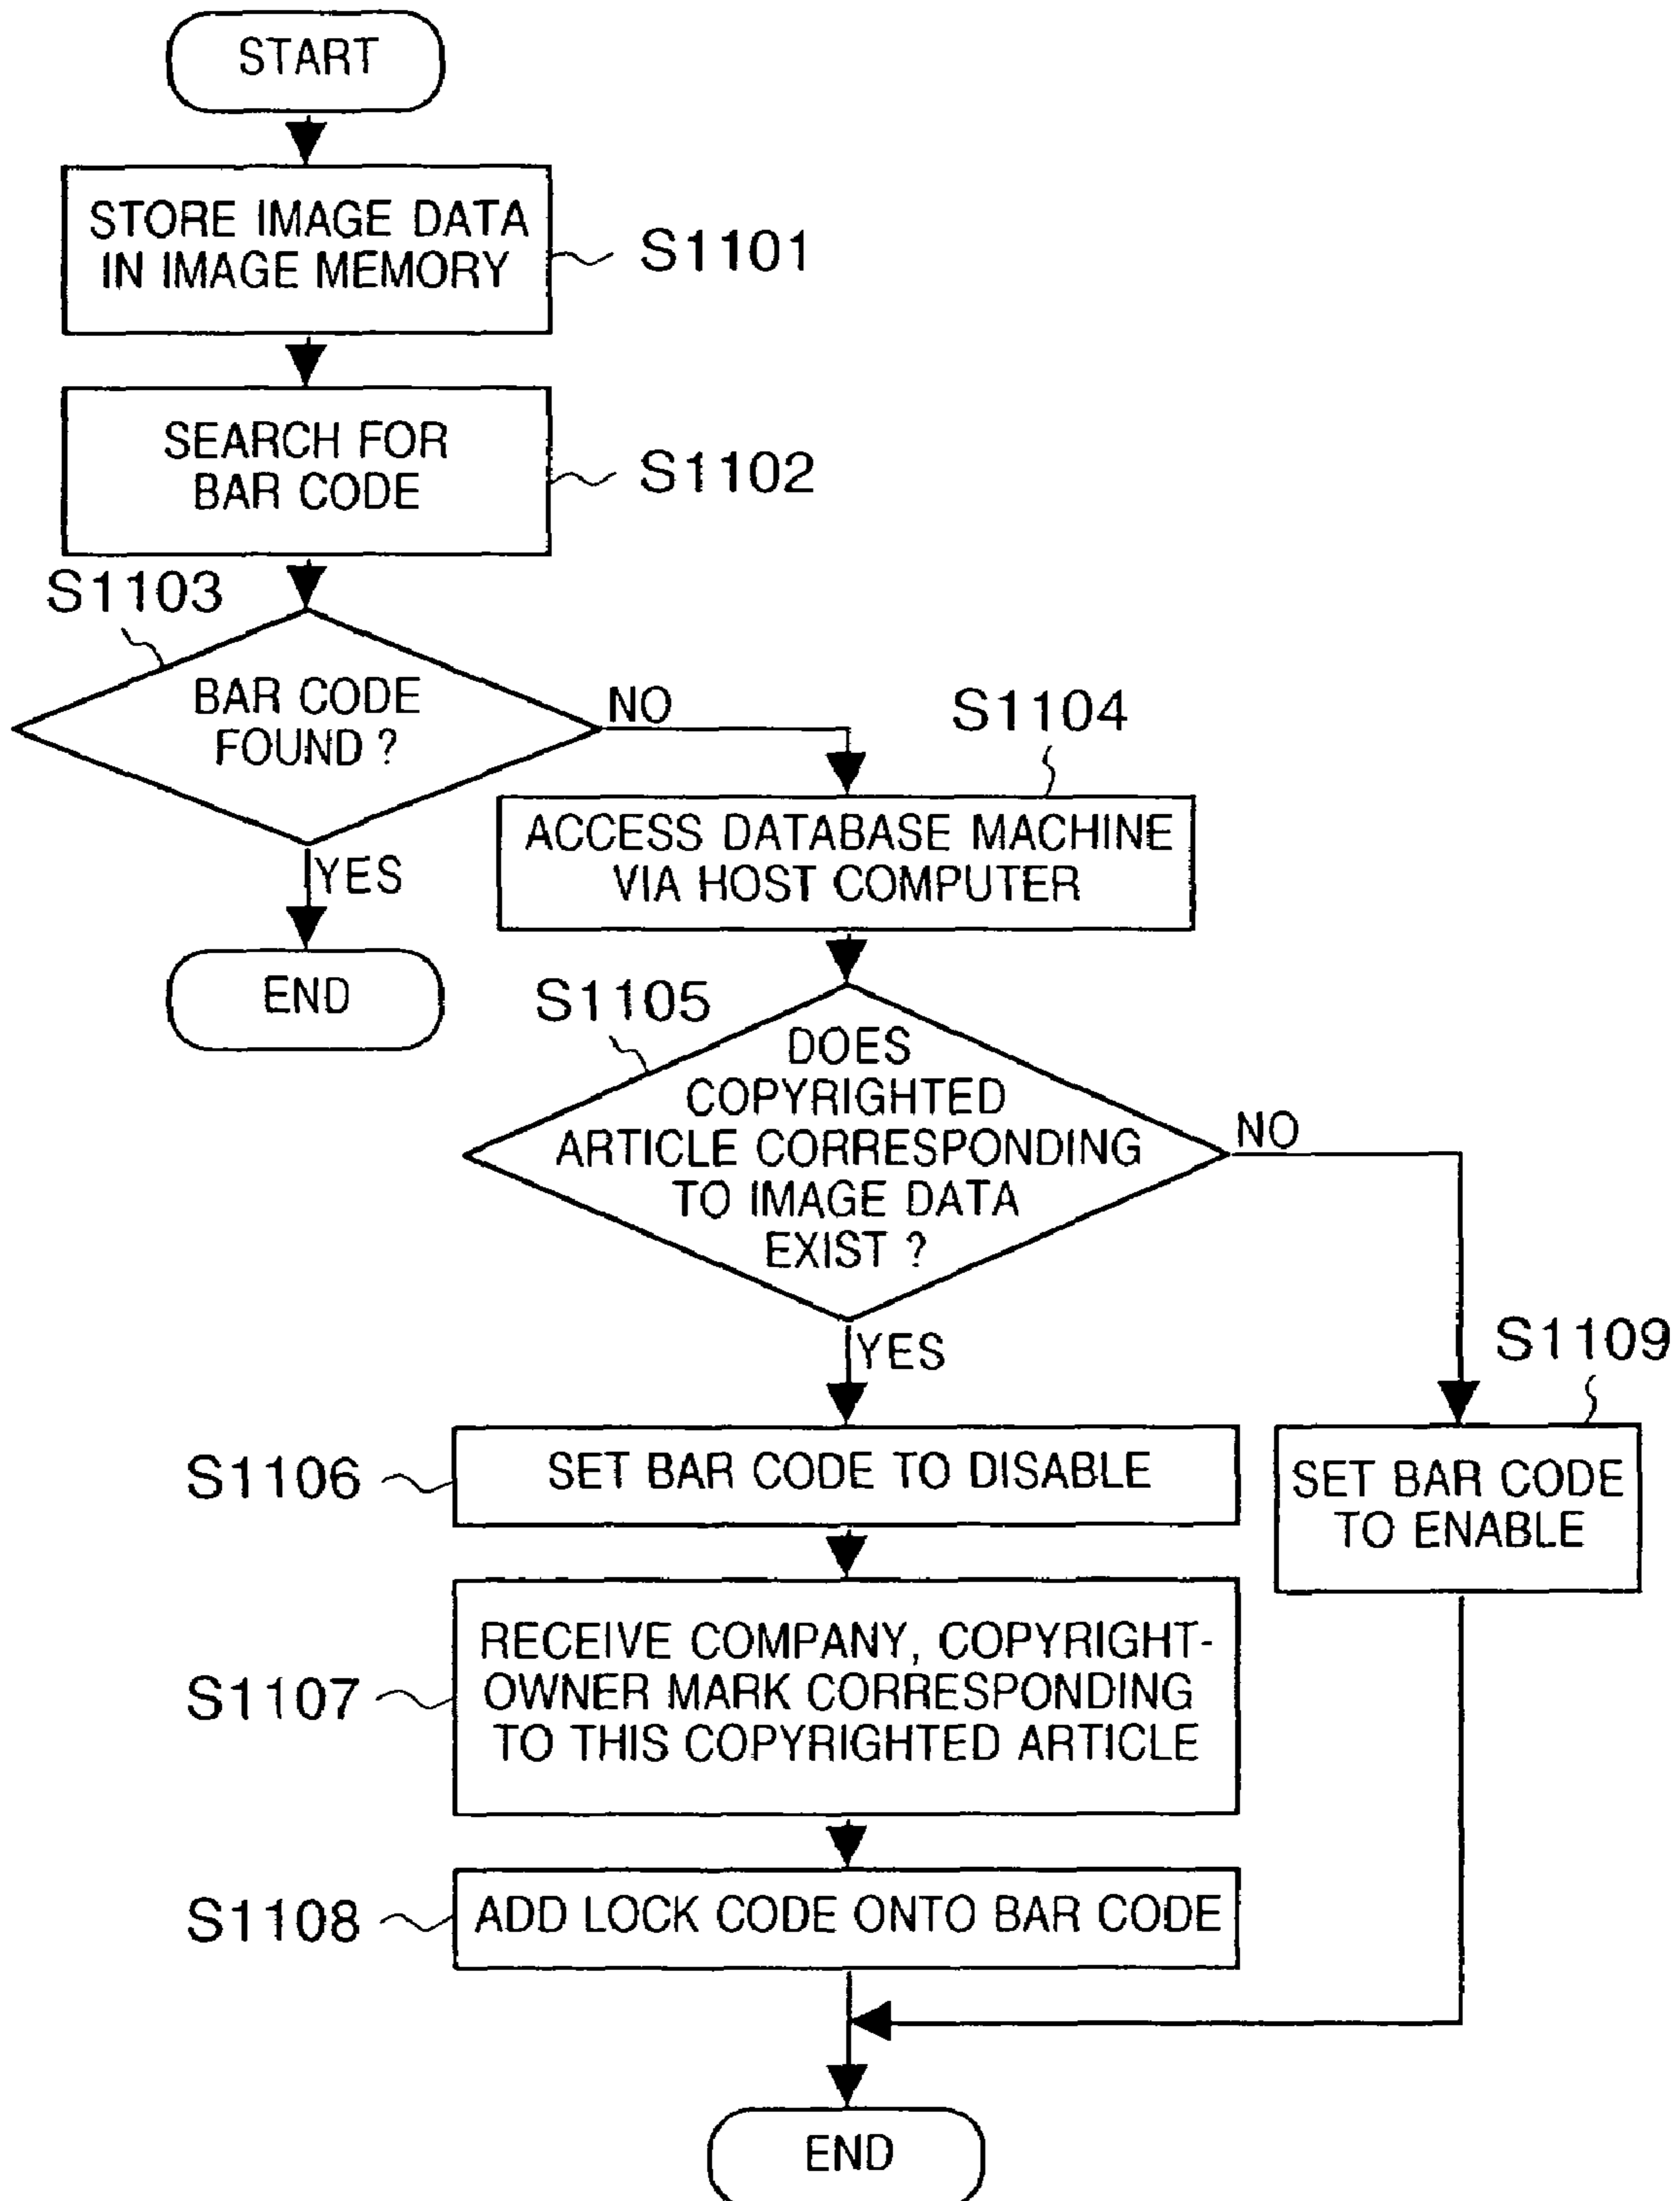 START
STORE IMAGE DATA
IN IMAGE MEMORY
S1101
SEARCH FOR
BAR CODE
S1102
S1103
BAR CODE
FOUND ?
NO
YES
END
S1104
ACCESS DATABASE MACHINE
VIA HOST COMPUTER
S1105
DOES
COPYRIGHTED
ARTICLE CORRESPONDING
TO IMAGE DATA
EXIST ?
NO
YES
S1109
SET BAR CODE
TO ENABLE
S1106
SET BAR CODE TO DISABLE
S1107
RECEIVE COMPANY, COPYRIGHT-
OWNER MARK CORRESPONDING
TO THIS COPYRIGHTED ARTICLE
S1108
ADD LOCK CODE ONTO BAR CODE
END